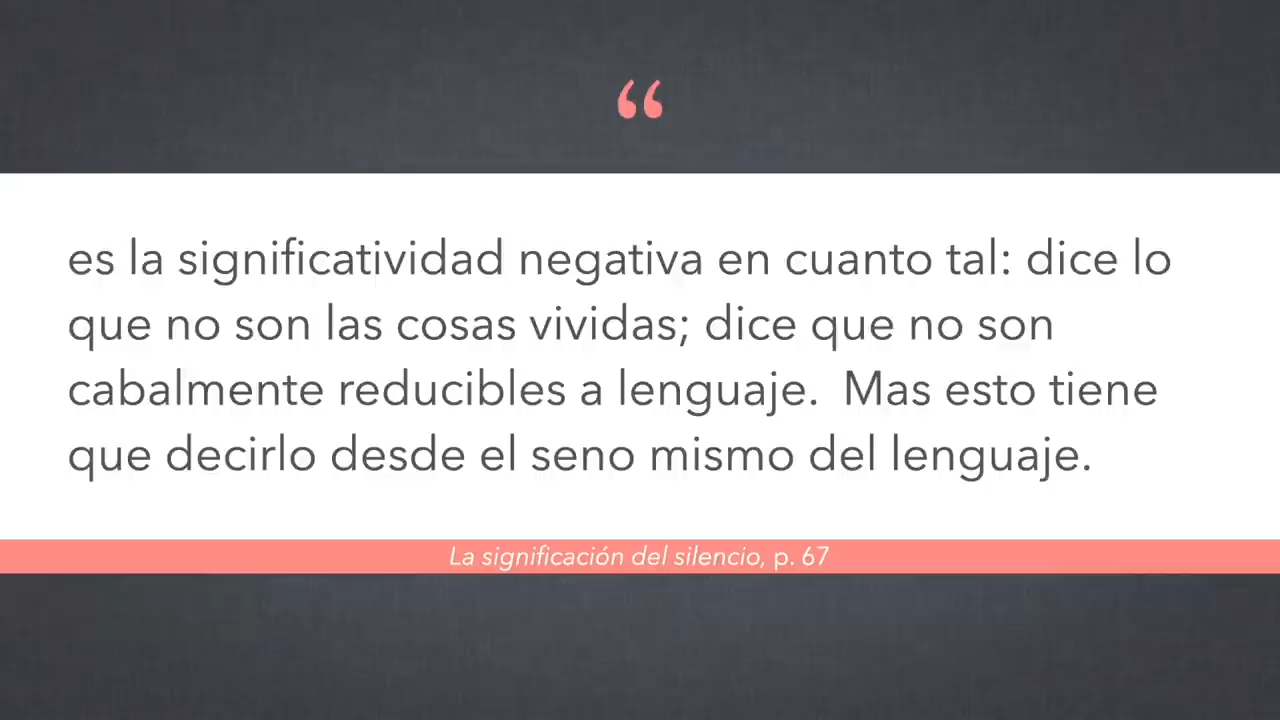 “
es la significatividad negativa en cuanto tal: dice lo
que no son las cosas vividas; dice que no son
cabalmente reducibles a lenguaje.  Mas esto tiene
que decirlo desde el seno mismo del lenguaje.
La significación del silencio, p. 67